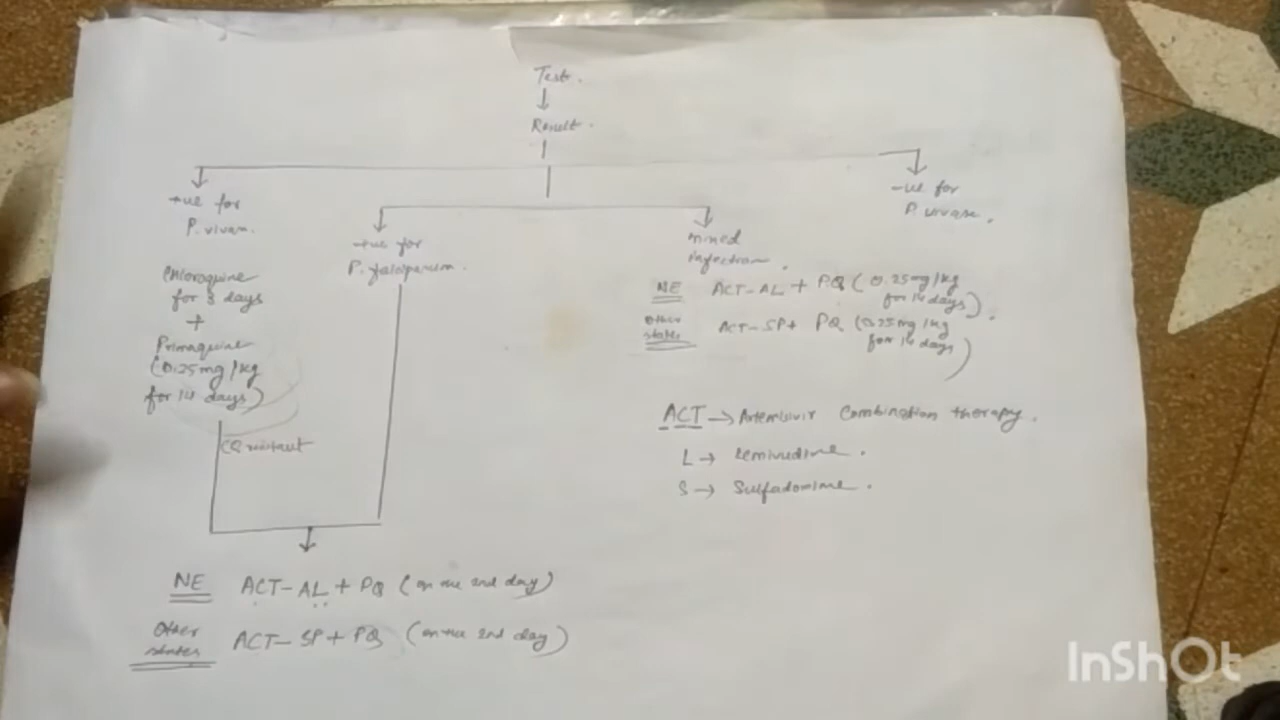 Test.
Result.
+ve for
P. vivax.
Chloroquine
for 3 days
+
Primaquine
(0.25mg/kg
for 14 days)
CQ resistant
+ve for
P. falciparum.
mixed
infection.
NE ACT-AL + PQ (0.25mg/kg
for 14 days).
Other
states ACT-SP+ PQ (0.25mg/kg
for 14 days)
-ve for
P. vivax.
ACT → Artemisivir Combination therapy.
L → Lemivudine.
S → Sulfadomine.
NE ACT-AL + PQ (on the 2nd day)
Other
states ACT- SP + PQ (on the 2nd day)
InShOt